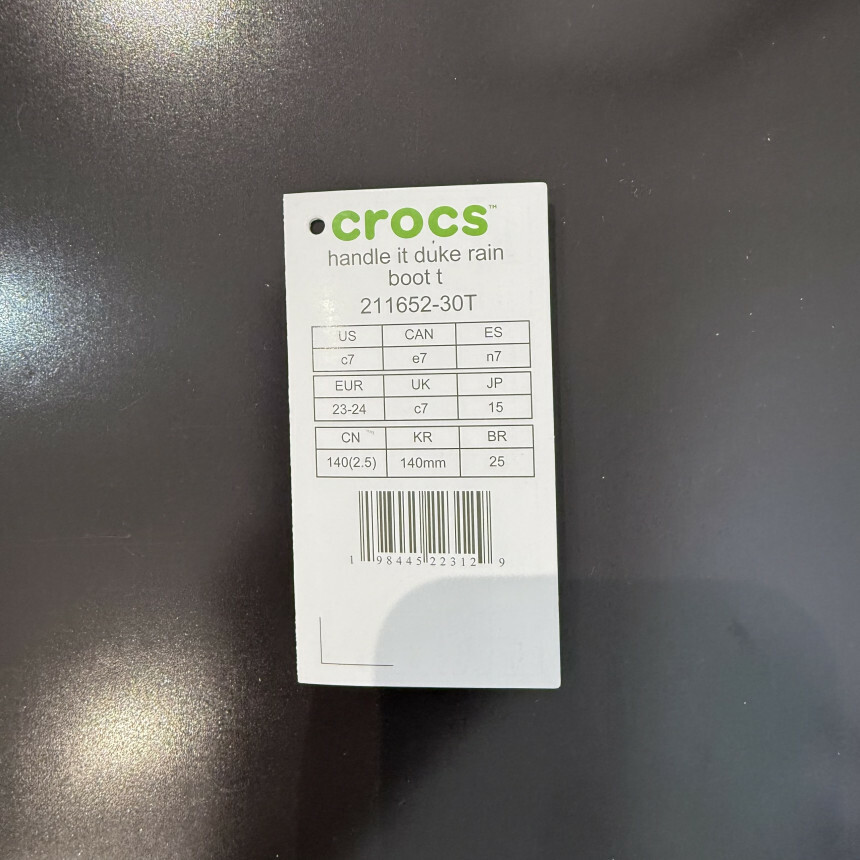 crocs™
handle it duke rain
boot t
211652-30T
US CAN ES
c7 e7 n7
EUR UK JP
23-24 c7 15
CN KR BR
140(2.5) 140mm 25
1 98445 22312 9